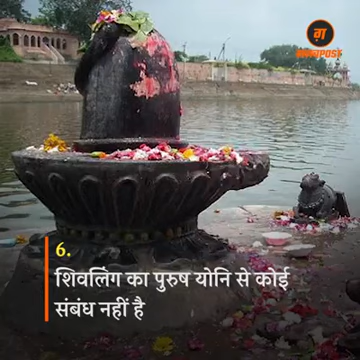 6.
शिवलिंग का पुरुष योनि से कोई
संबंध नहीं है